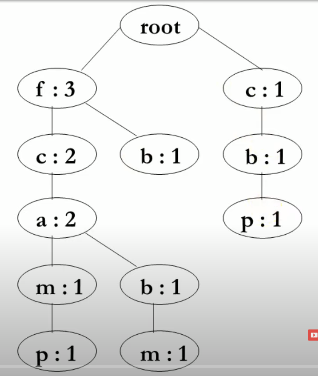 root
f : 3 c : 1
c : 2 b : 1 b : 1
a : 2 p : 1
m : 1 b : 1
p : 1 m : 1